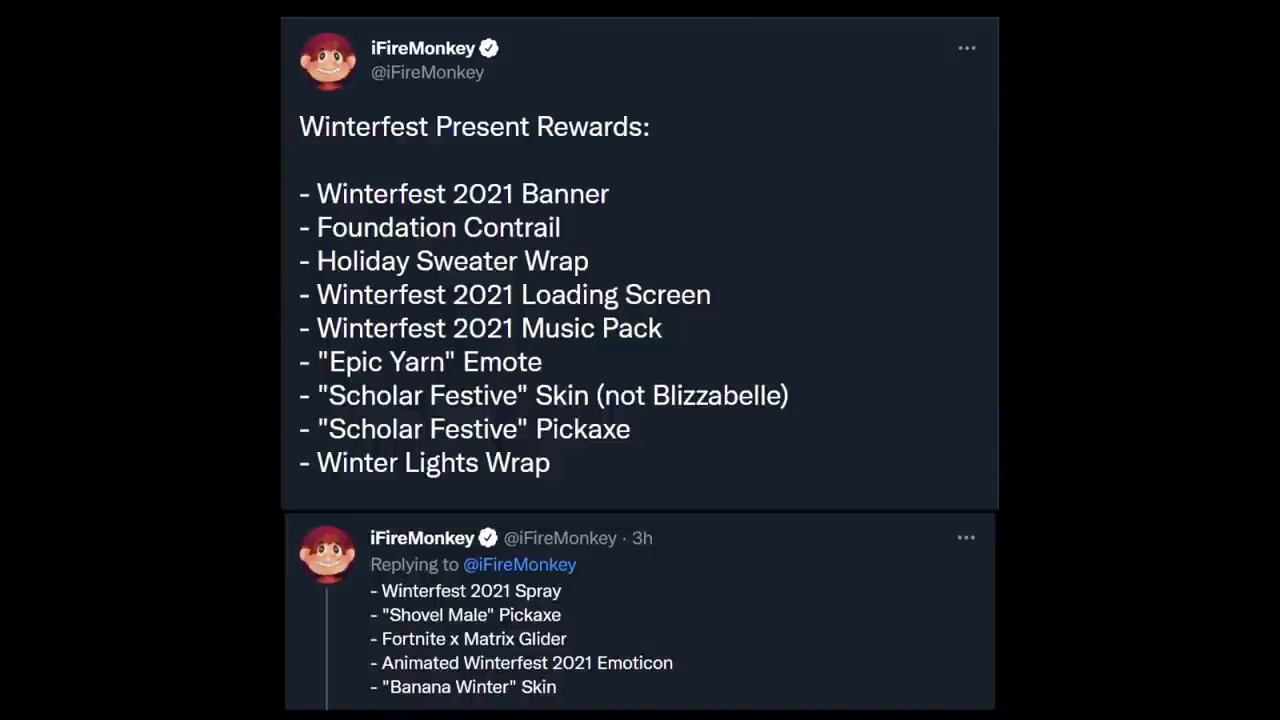 iFireMonkey
@iFireMonkey
Winterfest Present Rewards:
- Winterfest 2021 Banner
- Foundation Contrail
- Holiday Sweater Wrap
- Winterfest 2021 Loading Screen
- Winterfest 2021 Music Pack
- "Epic Yarn" Emote
- "Scholar Festive" Skin (not Blizzabelle)
- "Scholar Festive" Pickaxe
- Winter Lights Wrap
iFireMonkey @iFireMonkey · 3h
Replying to @iFireMonkey
- Winterfest 2021 Spray
- "Shovel Male" Pickaxe
- Fortnite x Matrix Glider
- Animated Winterfest 2021 Emoticon
- "Banana Winter" Skin